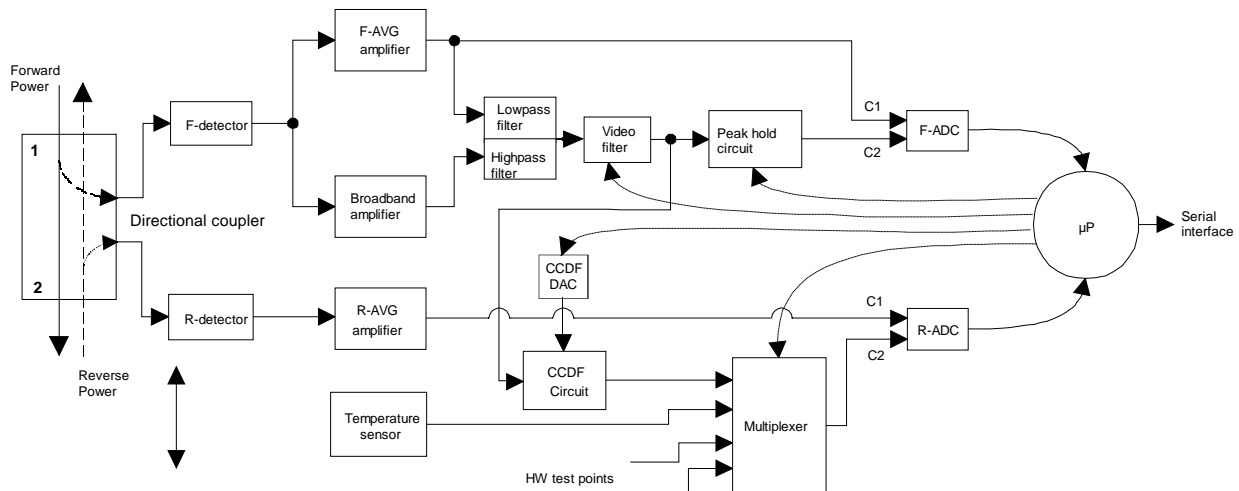 F-AVG
amplifier
Forward
Power
F-detector
Lowpass
filter
Highpass
filter
Video
filter
Peak hold
circuit
C1
C2
F-ADC
1
Broadband
amplifier
Directional coupler
µP
Serial
interface
2
CCDF
DAC
R-detector
R-AVG
amplifier
C1
C2
R-ADC
Reverse
Power
CCDF
Circuit
Temperature
sensor
Multiplexer
HW test points